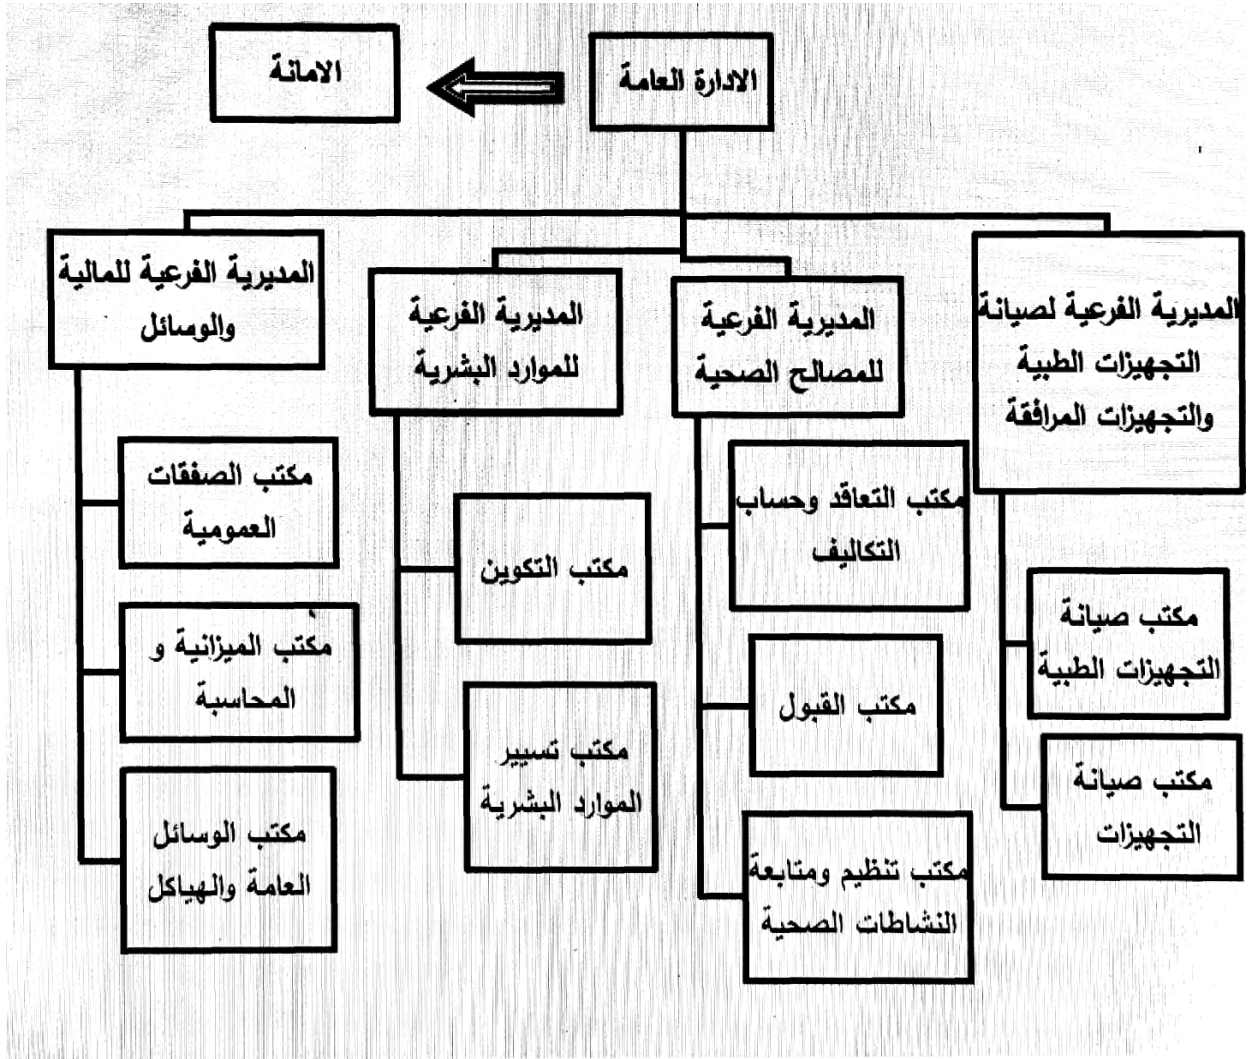 الادارة العامة
الامانة
المديرية الفرعية لصيانة
التجهيزات الطبية
والتجهيزات المرافقة
المديرية الفرعية
للمصالح الصحية
المديرية الفرعية
للموارد البشرية
المديرية الفرعية للمالية
والوسائل
مكتب صيانة
التجهيزات الطبية
مكتب صيانة
التجهيزات
مكتب التعاقد وحساب
التكاليف
مكتب القبول
مكتب تنظيم ومتابعة
النشاطات الصحية
مكتب التكوين
مكتب تسيير
الموارد البشرية
مكتب الصفقات
العمومية
مكتب الميزانية و
المحاسبة
مكتب الوسائل
العامة والهياكل